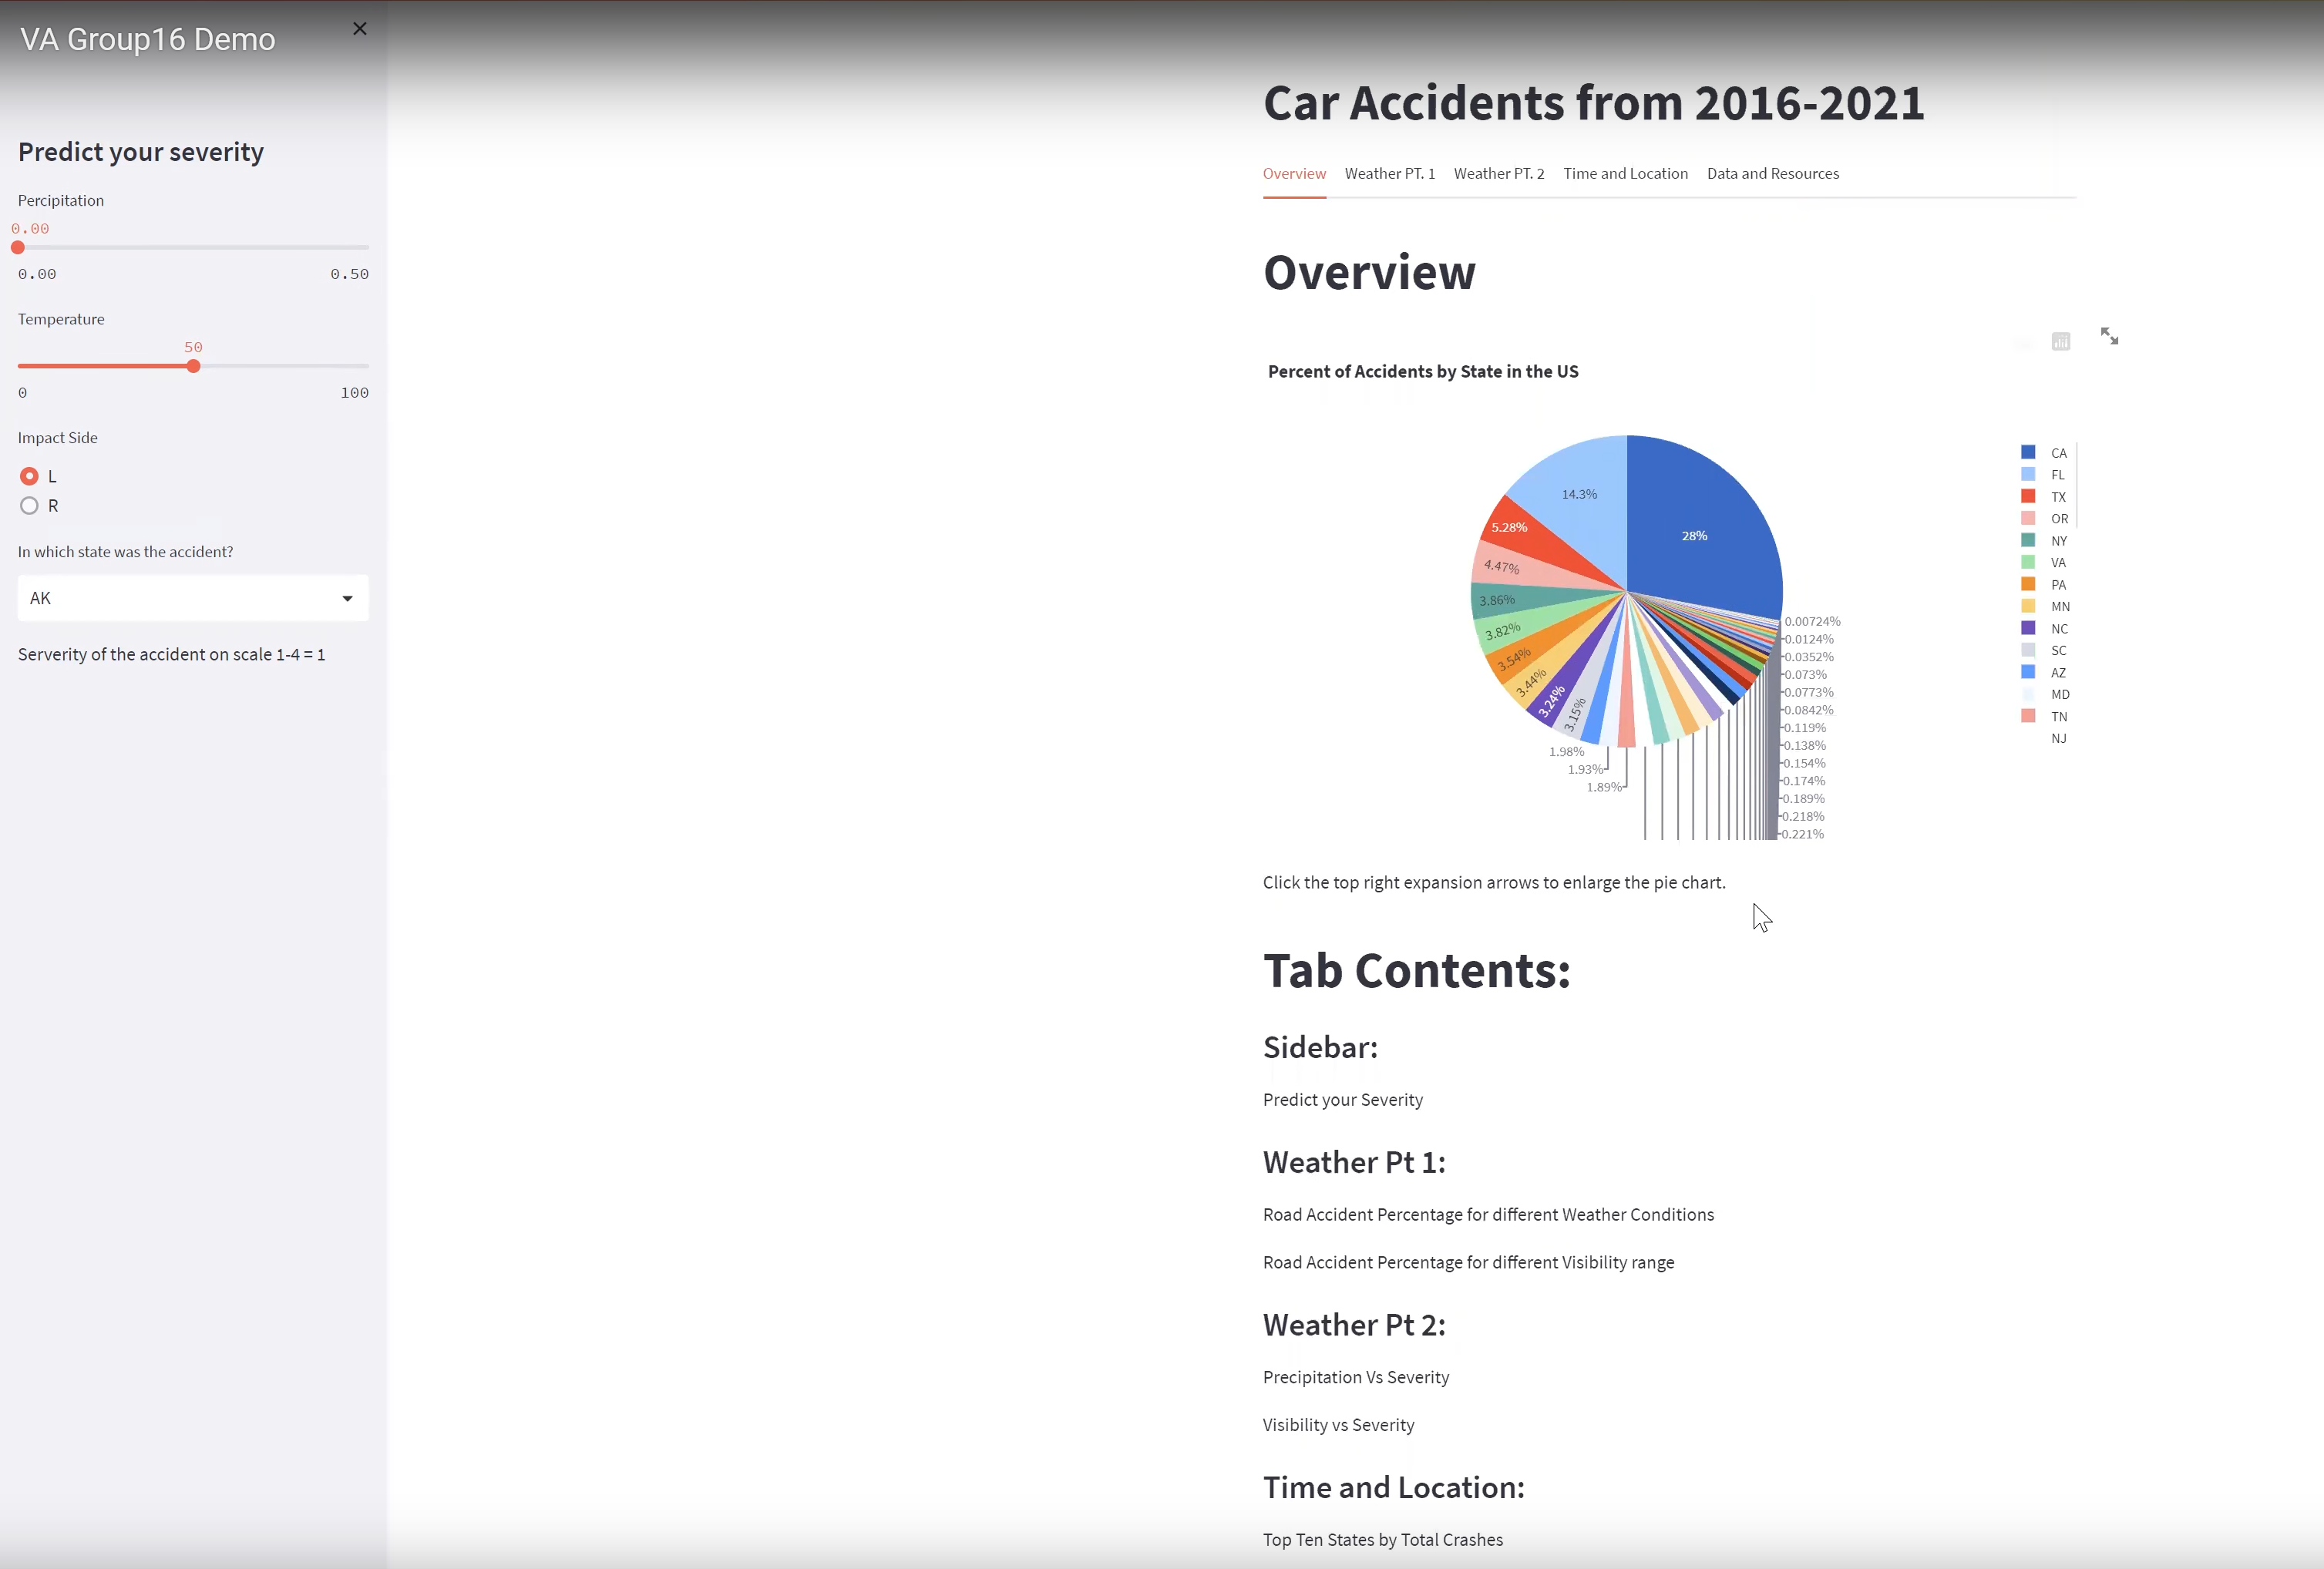 VA Group16 Demo
Predict your severity
Percipitation
0.00
0.00 0.50
Temperature
50
0 100
Impact Side
L
R
In which state was the accident?
AK
Serverity of the accident on scale 1-4 = 1
Car Accidents from 2016-2021
Overview Weather PT. 1 Weather PT. 2 Time and Location Data and Resources
Overview
Percent of Accidents by State in the US
28%
14.3%
5.28%
4.47%
3.86%
3.82%
3.54%
3.44%
3.24%
3.15%
1.98%
1.93%
1.89%
0.00724%
0.0124%
0.0352%
0.073%
0.0773%
0.0842%
0.119%
0.138%
0.154%
0.174%
0.189%
0.218%
0.221%
CA
FL
TX
OR
NY
VA
PA
MN
NC
SC
AZ
MD
TN
NJ
Click the top right expansion arrows to enlarge the pie chart.
Tab Contents:
Sidebar:
Predict your Severity
Weather Pt 1:
Road Accident Percentage for different Weather Conditions
Road Accident Percentage for different Visibility range
Weather Pt 2:
Precipitation Vs Severity
Visibility vs Severity
Time and Location:
Top Ten States by Total Crashes